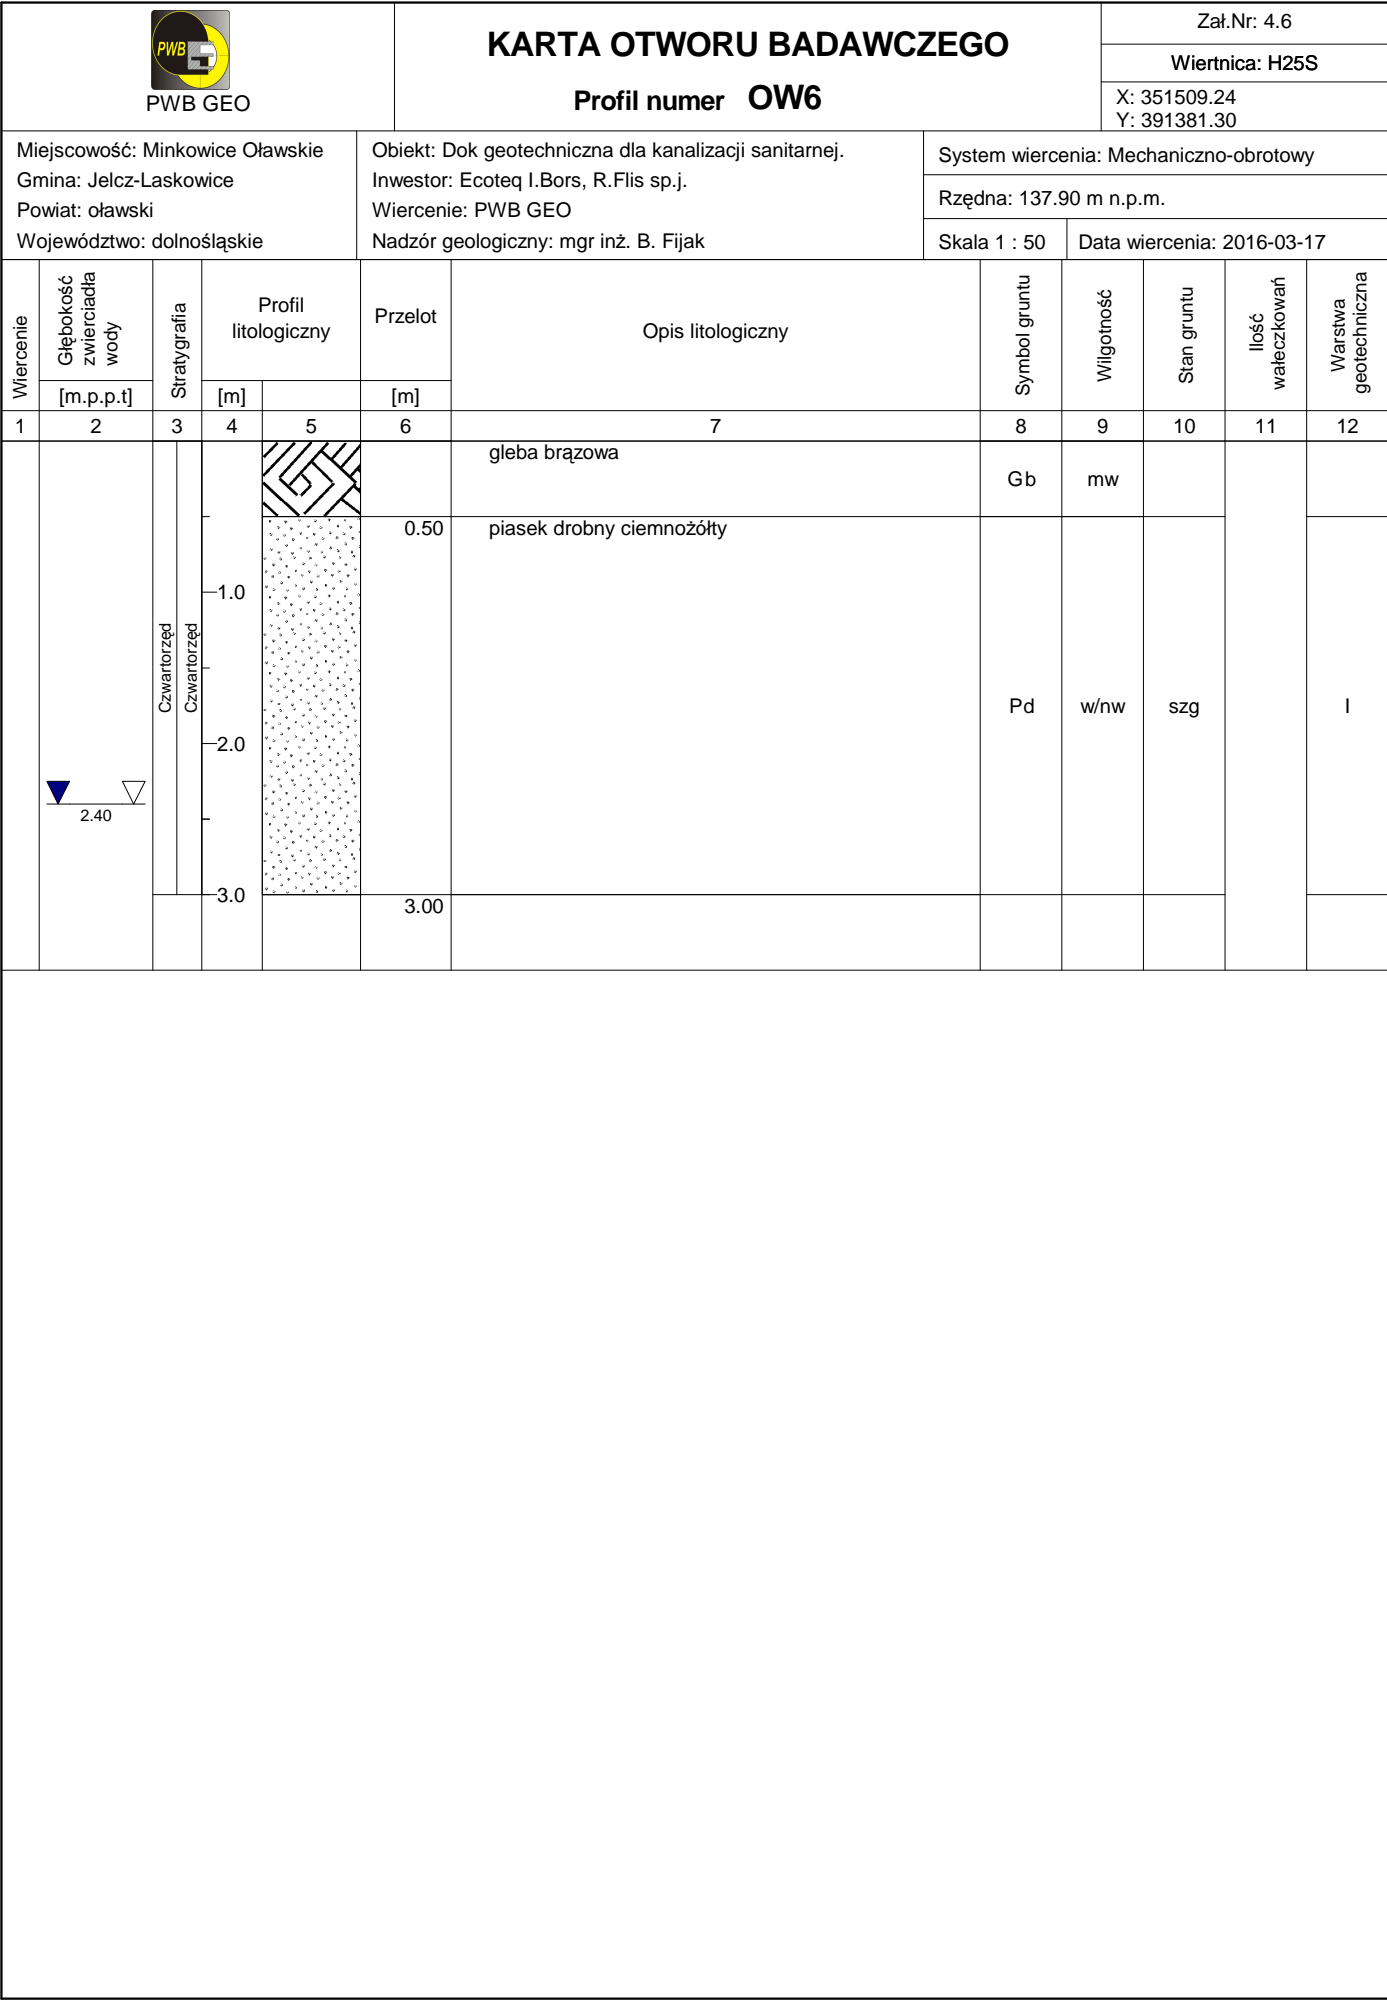 PWB
PWB GEO
KARTA OTWORU BADAWCZEGO
Profil numer OW6
Zał.Nr: 4.6
Wiertnica: H25S
X: 351509.24
Y: 391381.30
Miejscowość: Minkowice Oławskie
Gmina: Jelcz-Laskowice
Powiat: oławski
Województwo: dolnośląskie
Obiekt: Dok geotechniczna dla kanalizacji sanitarnej.
Inwestor: Ecoteq I.Bors, R.Flis sp.j.
Wiercenie: PWB GEO
Nadzór geologiczny: mgr inż. B. Fijak
System wiercenia: Mechaniczno-obrotowy
Rzędna: 137.90 m n.p.m.
Skala 1 : 50
Data wiercenia: 2016-03-17
Wiercenie
Głębokość
zwierciadła
wody
[m.p.p.t]
Stratygrafia
Profil
litologiczny
[m]
Przelot
[m]
Opis litologiczny
Symbol gruntu
Wilgotność
Stan gruntu
Ilość
wałeczkowań
Warstwa
geotechniczna
1 2 3 4 5 6 7 8 9 10 11 12
gleba brązowa
Gb mw
0.50 piasek drobny ciemnożółty
1.0
Czwartorzęd
Czwartorzęd
Pd w/nw szg I
2.0
2.40
3.0
3.00